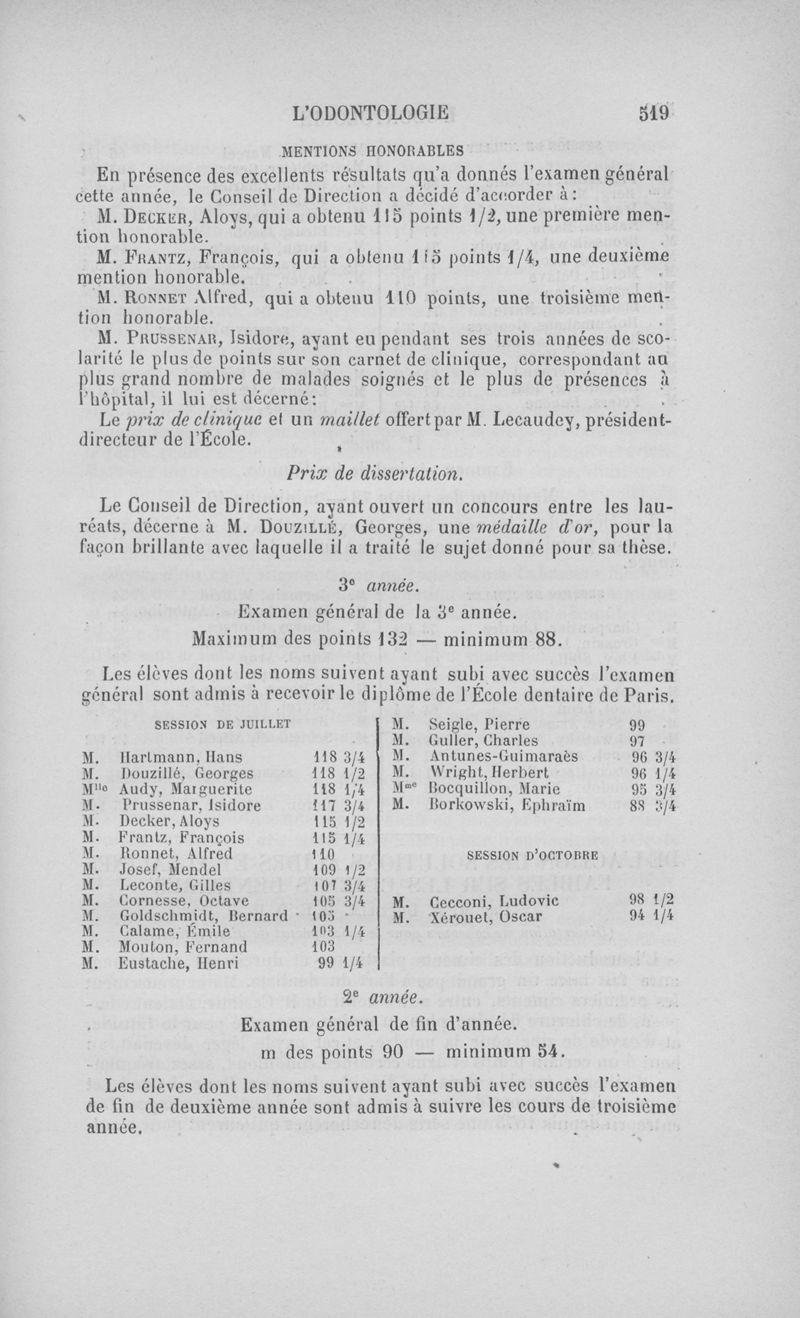 L'ODONTOLOGIE 519
MENTIONS HONORABLES
En présence des excellents résultats qu'a donnés l'examen général
cette année, le Conseil de Direction a décidé d'accorder à :
M. DECKER, Aloys, qui a obtenu 115 points 1/2, une première men-
tion honorable.
M. FRANTZ, François, qui a obtenu 115 points 1/4, une deuxième
mention honorable.
M. RONNET Alfred, qui a obtenu 110 points, une troisième men-
tion honorable.
M. PRUSSENAR, Isidore, ayant eu pendant ses trois années de sco-
larité le plus de points sur son carnet de clinique, correspondant au
plus grand nombre de malades soignés et le plus de présences à
l'hôpital, il lui est décerné :
Le prix de clinique et un maillet offert par M. Lecaudey, président-
directeur de l'École.
Prix de dissertation.
Le Conseil de Direction, ayant ouvert un concours entre les lau-
réats, décerne à M. DOUZILLÉ, Georges, une médaille d'or, pour la
façon brillante avec laquelle il a traité le sujet donné pour sa thèse.
3e année.
Examen général de la 3e année.
Maximum des points 132 — minimum 88.
Les élèves dont les noms suivent ayant subi avec succès l'examen
général sont admis à recevoir le diplôme de l'École dentaire de Paris.
SESSION DE JUILLET
M. Hartmann, Hans 118 3/4
M. Douzillé, Georges 118 1/2
Mlle Audy, Marguerite 118 1/4
M. Prussenar, Isidore 117 3/4
M. Decker, Aloys 115 1/2
M. Frantz, François 115 1/4
M. Ronnet, Alfred 110
M. Josef, Mendel 109 1/2
M. Leconte, Gilles 107 3/4
M. Cornesse, Octave 105 3/4
M. Goldschmidt, Bernard 105
M. Calame, Émile 103 1/4
M. Mouton, Fernand 103
M. Eustache, Henri 99 1/4
M. Seigle, Pierre 99
M. Guller, Charles 97
M. Antunes-Guimaraès 96 3/4
M. Wright, Herbert 96 1/4
Mme Bocquillon, Marie 95 3/4
M. Borkowski, Ephraïm 88 3/4
SESSION D'OCTOBRE
M. Cecconi, Ludovic 98 1/2
M. Xérouet, Oscar 94 1/4
2e année.
Examen général de fin d'année.
m des points 90 — minimum 54.
Les élèves dont les noms suivent ayant subi avec succès l'examen
de fin de deuxième année sont admis à suivre les cours de troisième
année.